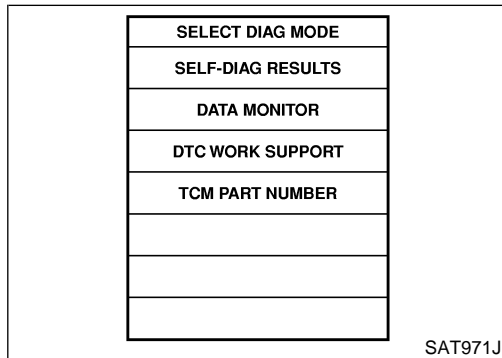 SELECT DIAG MODE
SELF-DIAG RESULTS
DATA MONITOR
DTC WORK SUPPORT
TCM PART NUMBER
SAT971J